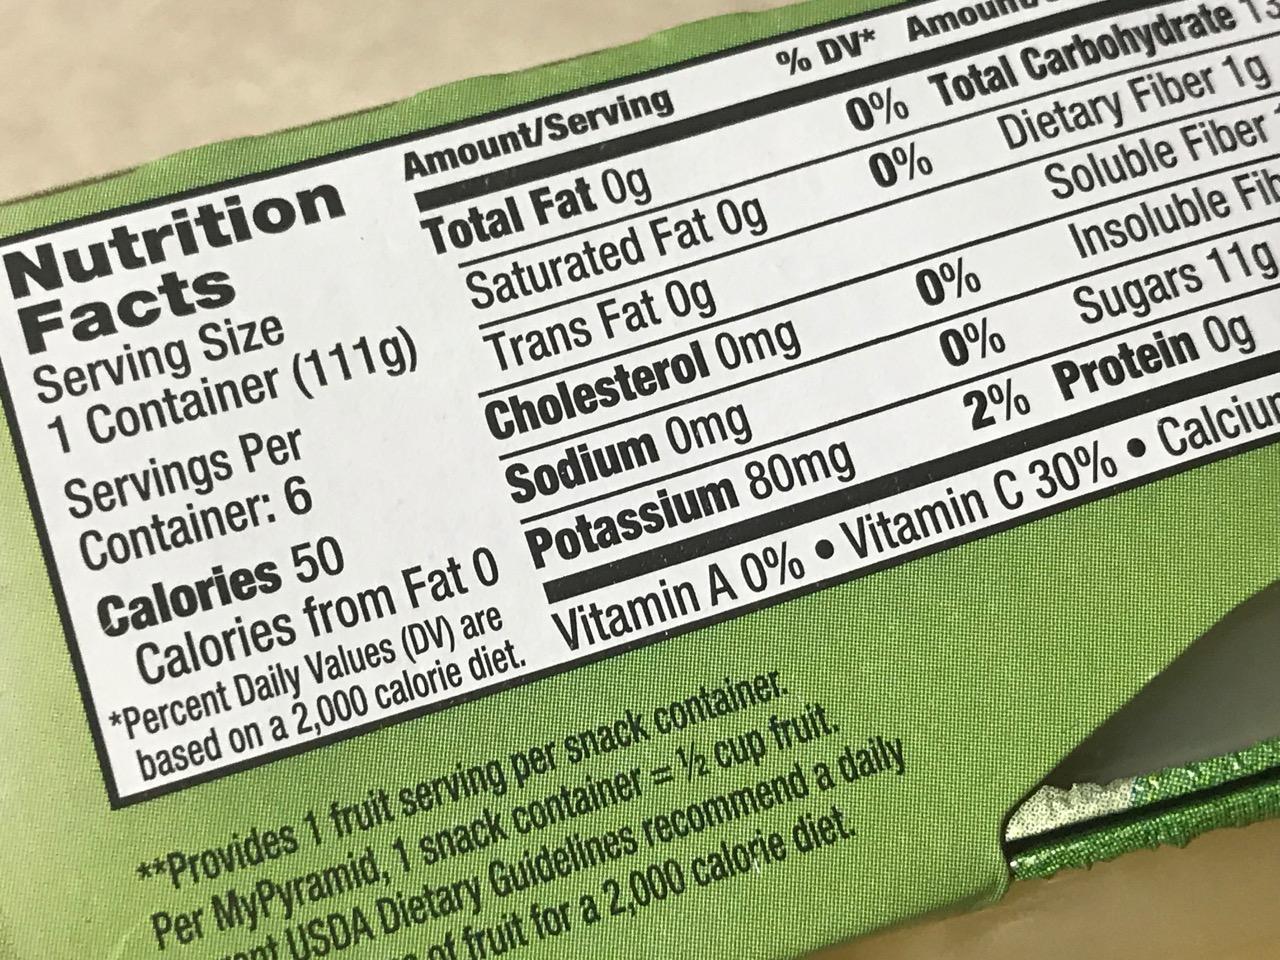 Nutrition
Facts
Serving Size
1 Container (111g)
Servings Per
Container: 6
Calories 50
Calories from Fat 0
*Percent Daily Values (DV) are
based on a 2,000 calorie diet.
Amount/Serving % DV*
Total Fat 0g 0%
Saturated Fat 0g 0%
Trans Fat 0g
Cholesterol 0mg 0%
Sodium 0mg 0%
Potassium 80mg 2%
Total Carbohydrate
Dietary Fiber 1g
Soluble Fiber
Insoluble
Sugars 11g
Protein 0g
Vitamin A 0% • Vitamin C 30% •
**Provides 1 fruit serving per snack container.
Per MyPyramid, 1 snack container = ½ cup fruit.
USDA Dietary Guidelines recommend a daily
of fruit for a 2,000 calorie diet.